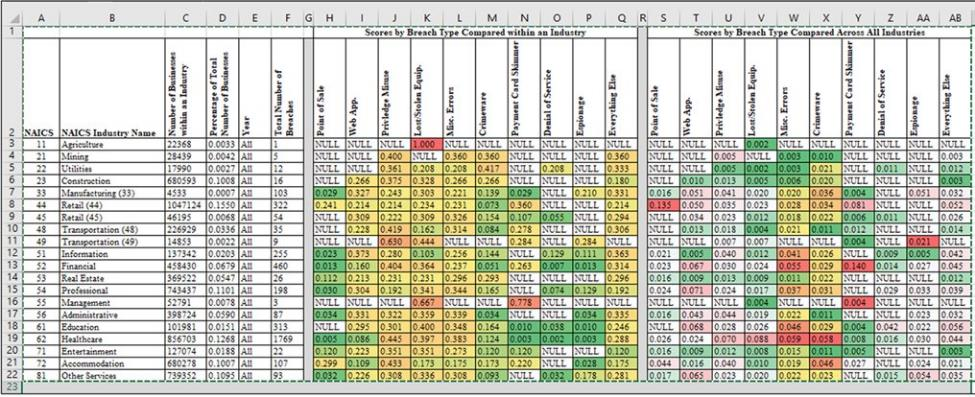 A B C D E F G H I J K L M N O P Q R S T U V W X Y Z AA AB
1 Scores by Breach Type Compared within an Industry Scores by Breach Type Compared Across All Industries
2 NAICS NAICS Industry Name Number of Businesses within an Industry Percentage of Total Number of Businesses Year Total Number of Breaches Point of Sale Web App. Priviledge Misuse Lost/Stolen Equip. Misc. Errors Crimeware Payment Card Skimmer Denial of Service Espionage Everything Else Point of Sale Web App. Priviledge Misuse Lost/Stolen Equip. Misc. Errors Crimeware Payment Card Skimmer Denial of Service Espionage Everything Else
3 11 Agriculture 22368 0.0033 All 1 NULL NULL NULL 1.000 NULL NULL NULL NULL NULL NULL NULL NULL NULL 0.002 NULL NULL NULL NULL NULL NULL
4 21 Mining 28439 0.0042 All 5 NULL NULL 0.400 NULL 0.360 0.360 NULL NULL NULL 0.360 NULL NULL 0.005 NULL 0.003 0.010 NULL NULL NULL 0.003
5 22 Utilities 17990 0.0027 All 12 NULL NULL 0.361 0.208 0.208 0.417 NULL 0.208 NULL 0.333 NULL NULL 0.005 0.002 0.003 0.020 NULL 0.011 NULL 0.012
6 23 Construction 680593 0.1008 All 16 NULL 0.266 0.375 0.328 0.266 0.266 NULL NULL NULL 0.180 NULL 0.010 0.013 0.005 0.006 0.020 NULL NULL NULL 0.003
7 33 Manufacturing (33) 4533 0.0007 All 103 0.029 0.327 0.243 0.303 0.221 0.139 0.029 NULL 0.210 0.331 0.016 0.051 0.041 0.020 0.026 0.036 0.004 NULL 0.051 0.032
8 44 Retail (44) 1047124 0.1550 All 322 0.241 0.214 0.214 0.234 0.231 0.073 0.360 NULL NULL 0.214 0.135 0.050 0.035 0.023 0.028 0.034 0.081 NULL NULL 0.052
9 45 Retail (45) 46195 0.0068 All 54 NULL 0.309 0.222 0.309 0.326 0.154 0.107 0.055 NULL 0.294 NULL 0.034 0.023 0.012 0.018 0.022 0.006 0.011 NULL 0.026
10 48 Transportation (48) 226929 0.0336 All 35 NULL 0.228 0.419 0.162 0.314 0.084 0.278 NULL NULL 0.306 NULL 0.013 0.018 0.004 0.021 0.011 0.012 NULL NULL 0.014
11 49 Transportation (49) 14853 0.0022 All 9 NULL NULL 0.630 0.444 NULL NULL 0.284 NULL 0.284 NULL NULL NULL 0.007 0.007 NULL NULL 0.004 NULL 0.021 NULL
12 51 Information 137342 0.0203 All 255 0.023 0.373 0.280 0.103 0.256 0.144 NULL 0.129 0.111 0.363 0.021 0.005 0.040 0.012 0.041 0.026 NULL 0.009 0.005 0.042
13 52 Financial 458430 0.0679 All 460 0.013 0.160 0.404 0.364 0.237 0.051 0.263 0.007 0.013 0.314 0.023 0.067 0.030 0.024 0.055 0.029 0.140 0.014 0.027 0.045
14 53 Real Estate 369522 0.0547 All 26 0.112 0.213 0.231 0.231 0.296 0.293 NULL NULL NULL 0.296 0.016 0.009 0.013 0.009 0.011 0.022 NULL NULL NULL 0.012
15 54 Professional 743437 0.1101 All 198 0.030 0.304 0.192 0.341 0.344 0.165 NULL 0.074 0.129 0.192 0.024 0.071 0.024 0.017 0.037 0.031 NULL 0.029 0.033 0.039
16 55 Management 52791 0.0078 All 3 NULL NULL NULL 0.667 NULL NULL 0.778 NULL NULL NULL NULL NULL NULL 0.004 NULL NULL 0.004 NULL NULL NULL
17 56 Administrative 398724 0.0590 All 87 0.034 0.331 0.322 0.359 0.339 0.034 NULL NULL 0.034 0.335 0.016 0.043 0.044 0.019 0.022 0.011 NULL NULL 0.022 0.032
18 61 Education 101981 0.0151 All 313 NULL 0.295 0.301 0.400 0.348 0.164 0.010 0.038 0.010 0.246 NULL 0.068 0.028 0.026 0.046 0.029 0.004 0.042 0.022 0.056
19 62 Healthcare 856703 0.1268 All 1769 0.005 0.086 0.445 0.397 0.383 0.124 0.003 0.002 0.003 0.288 0.026 0.024 0.070 0.088 0.059 0.058 0.008 0.016 0.030 0.044
20 71 Entertainment 127074 0.0188 All 22 0.120 0.223 0.351 0.351 0.273 0.120 0.120 NULL NULL 0.120 0.016 0.009 0.012 0.008 0.015 0.011 0.005 NULL NULL 0.003
21 72 Accommodation 680278 0.1007 All 107 0.299 0.109 0.433 0.175 0.175 0.173 0.220 NULL 0.028 0.175 0.044 0.016 0.040 0.010 0.019 0.046 0.027 NULL 0.024 0.021
22 81 Other Services 739352 0.1095 All 93 0.032 0.226 0.308 0.336 0.308 0.093 NULL 0.032 0.178 0.281 0.017 0.065 0.023 0.020 0.022 0.023 NULL 0.015 0.054 0.035
23